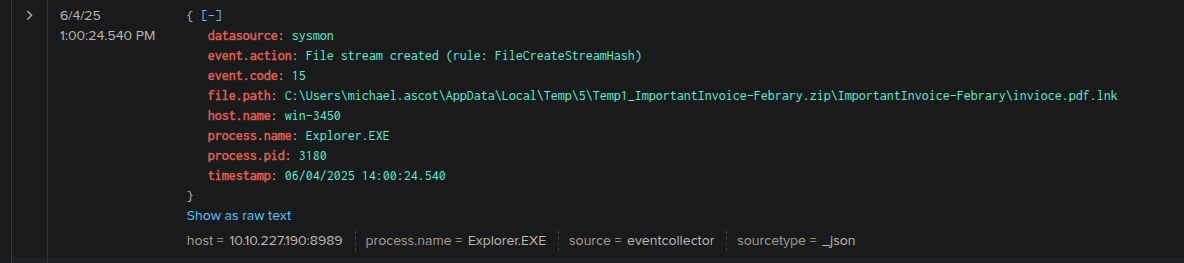 6/4/25
1:00:24.540 PM
{ [-]
datasource: sysmon
event.action: File stream created (rule: FileCreateStreamHash)
event.code: 15
file.path: C:\Users\michael.ascot\AppData\Local\Temp\5\Temp1_ImportantInvoice-Febrary.zip\ImportantInvoice-Febrary\invioce.pdf.lnk
host.name: win-3450
process.name: Explorer.EXE
process.pid: 3180
timestamp: 06/04/2025 14:00:24.540
}
Show as raw text
host = 10.10.227.190:8989 process.name = Explorer.EXE source = eventcollector sourcetype = _json